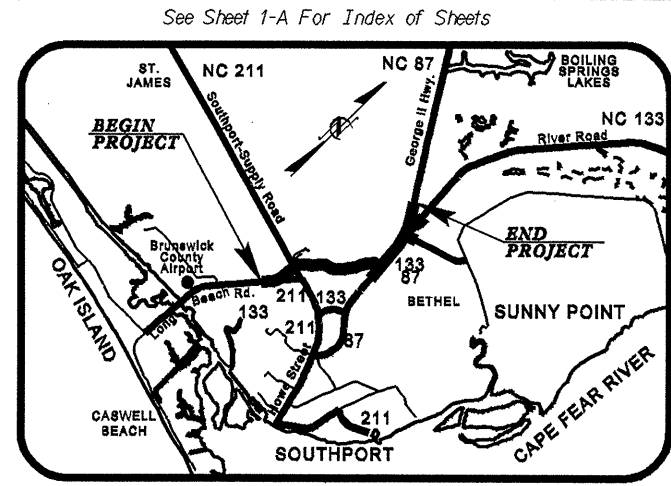 See Sheet 1-A For Index of Sheets
ST.
JAMES
NC 211
NC 87
BOILING
SPRINGS
LAKES
NC 133
River Road
George II Hwy.
Southport-Supply Road
BEGIN
PROJECT
END
PROJECT
Brunswick
County
Airport
Long Beach Rd.
133
211
133
211
87
133
87
BETHEL
SUNNY POINT
OAK ISLAND
CASWELL
BEACH
Howe Street
211
SOUTHPORT
CAPE FEAR RIVER